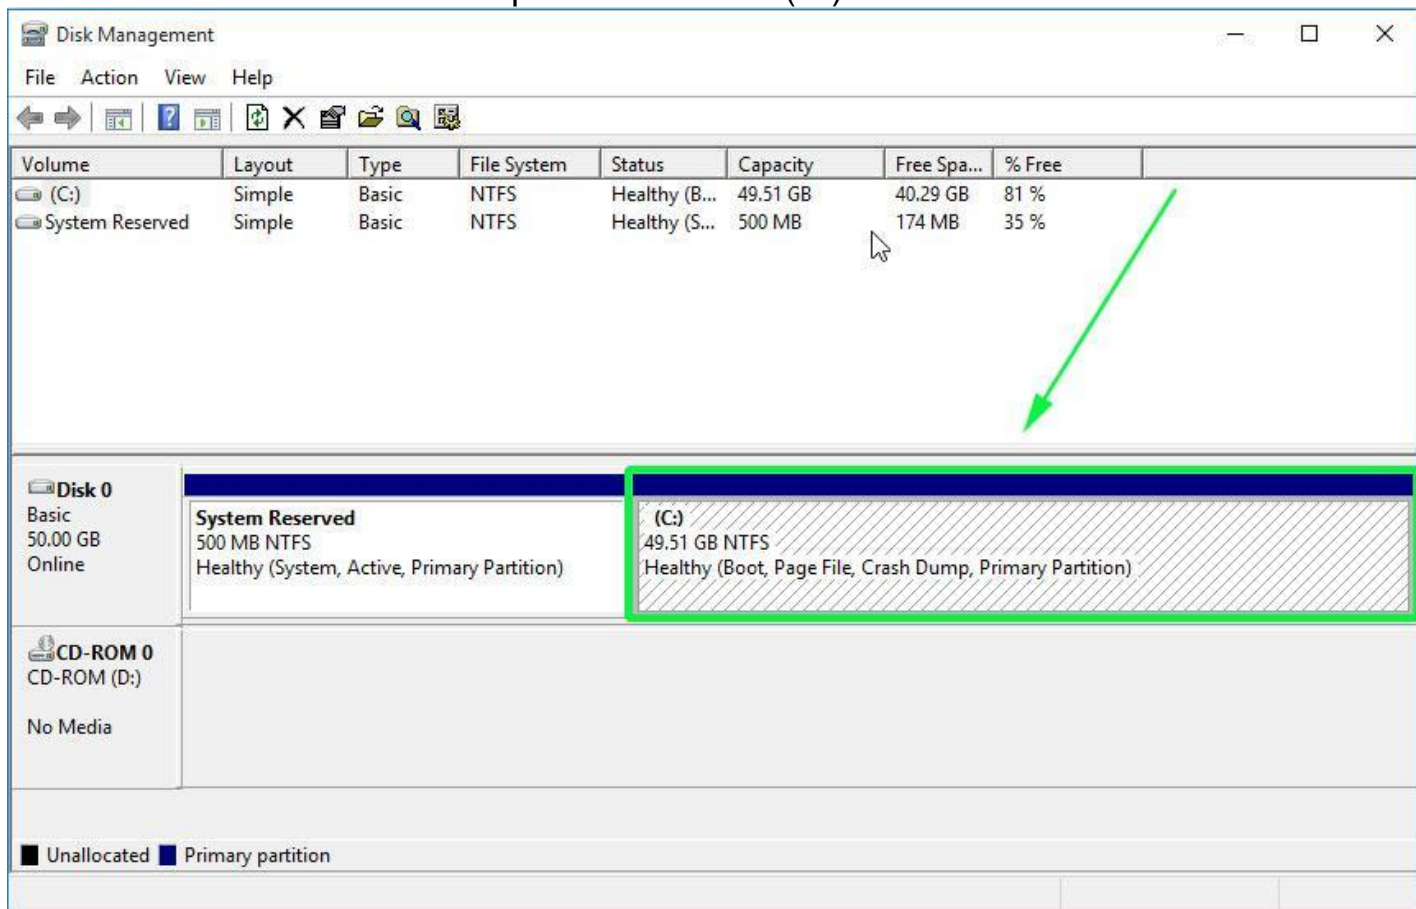 Disk Management
File Action View Help
Volume Layout Type File System Status Capacity Free Spa... % Free
(C:) Simple Basic NTFS Healthy (B... 49.51 GB 40.29 GB 81 %
System Reserved Simple Basic NTFS Healthy (S... 500 MB 174 MB 35 %
Disk 0
Basic
50.00 GB
Online
System Reserved
500 MB NTFS
Healthy (System, Active, Primary Partition)
(C:)
49.51 GB NTFS
Healthy (Boot, Page File, Crash Dump, Primary Partition)
CD-ROM 0
CD-ROM (D:)
No Media
Unallocated Primary partition